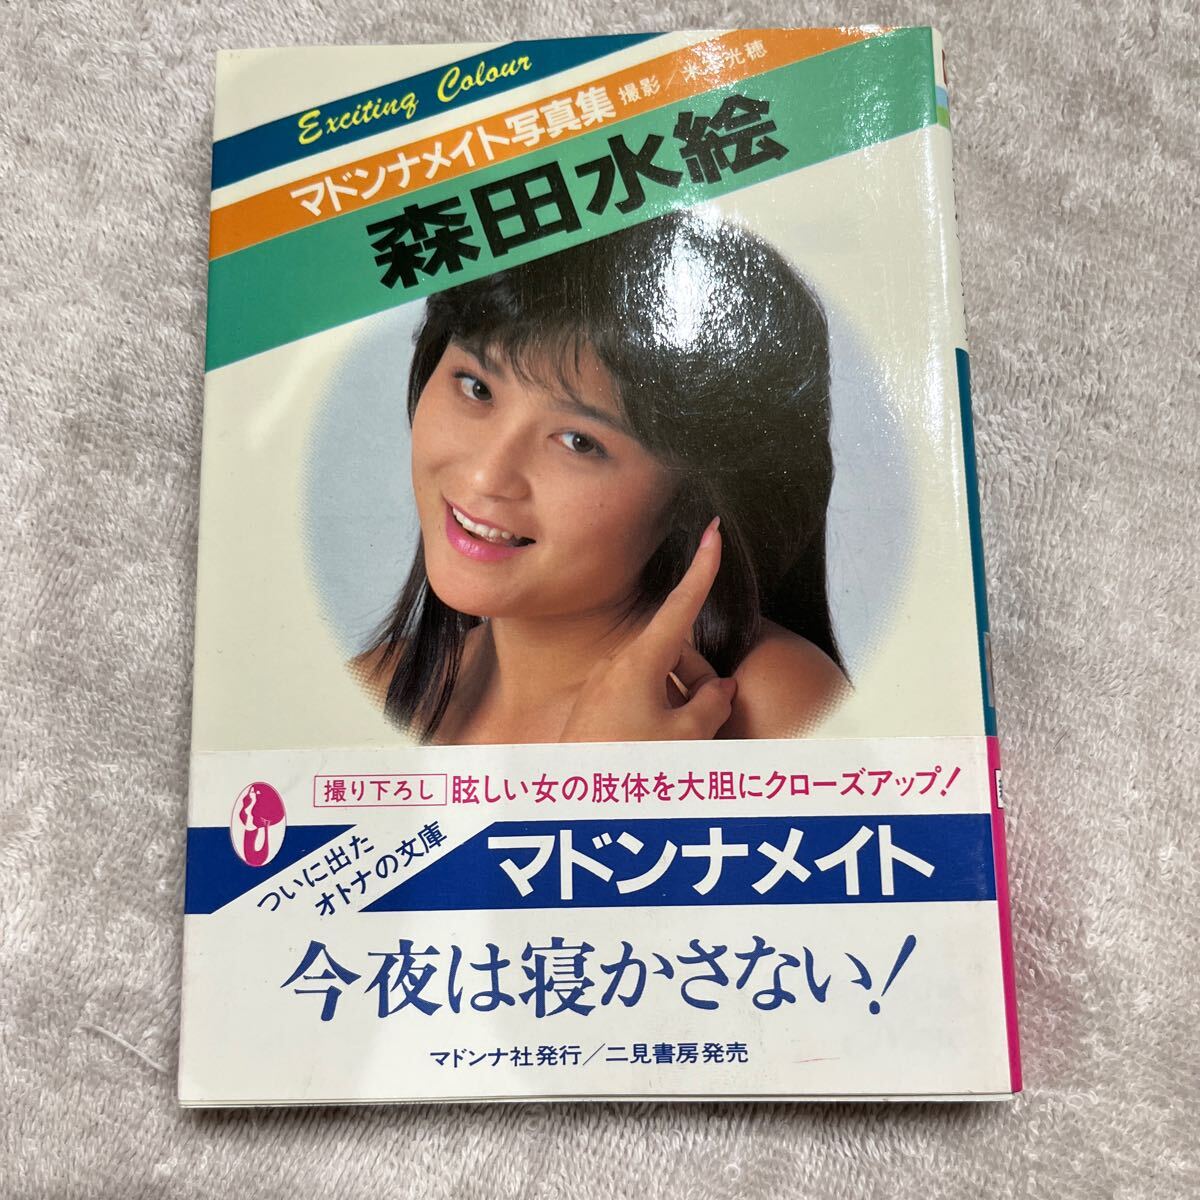 Exciting Colour
マドンナメイト写真集 撮影/米 光穂
森田水絵
撮り下ろし 眩しい女の肢体を大胆にクローズアップ!
ついに出た
オトナの文庫
マドンナメイト
今夜は寝かさない!
マドンナ社発行/二見書房発売